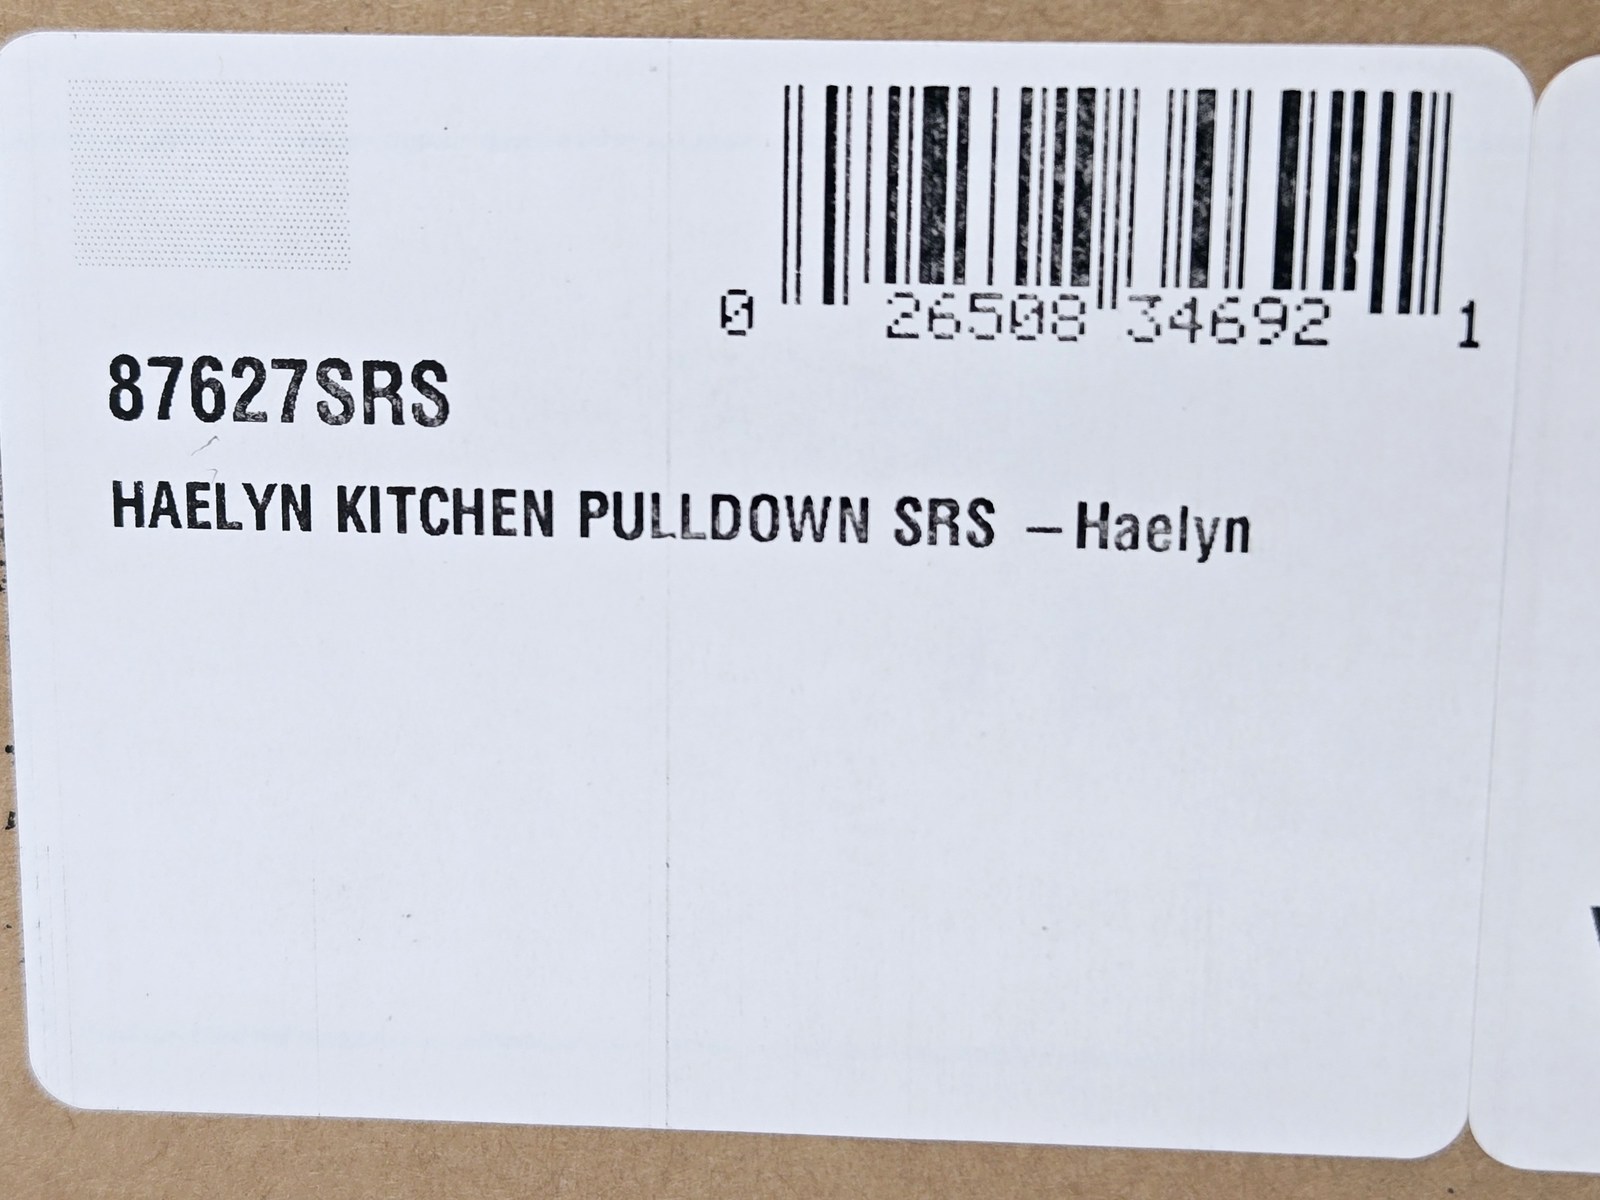 0 26508 34692 1
87627SRS
HAELYN KITCHEN PULLDOWN SRS – Haelyn